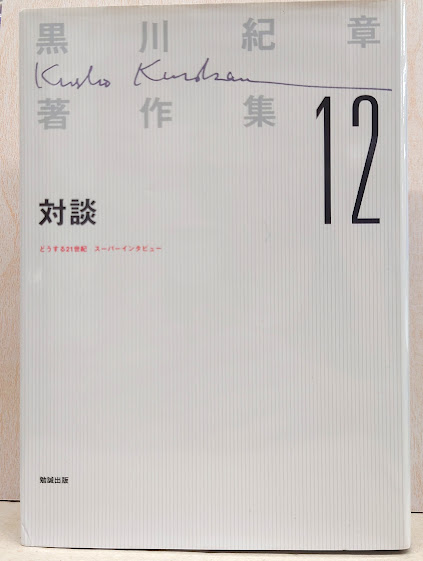 黒川紀章
Kisho Kurokawa
著作集
12
対談
どうする21世紀 スーパーインタビュー
勉誠出版